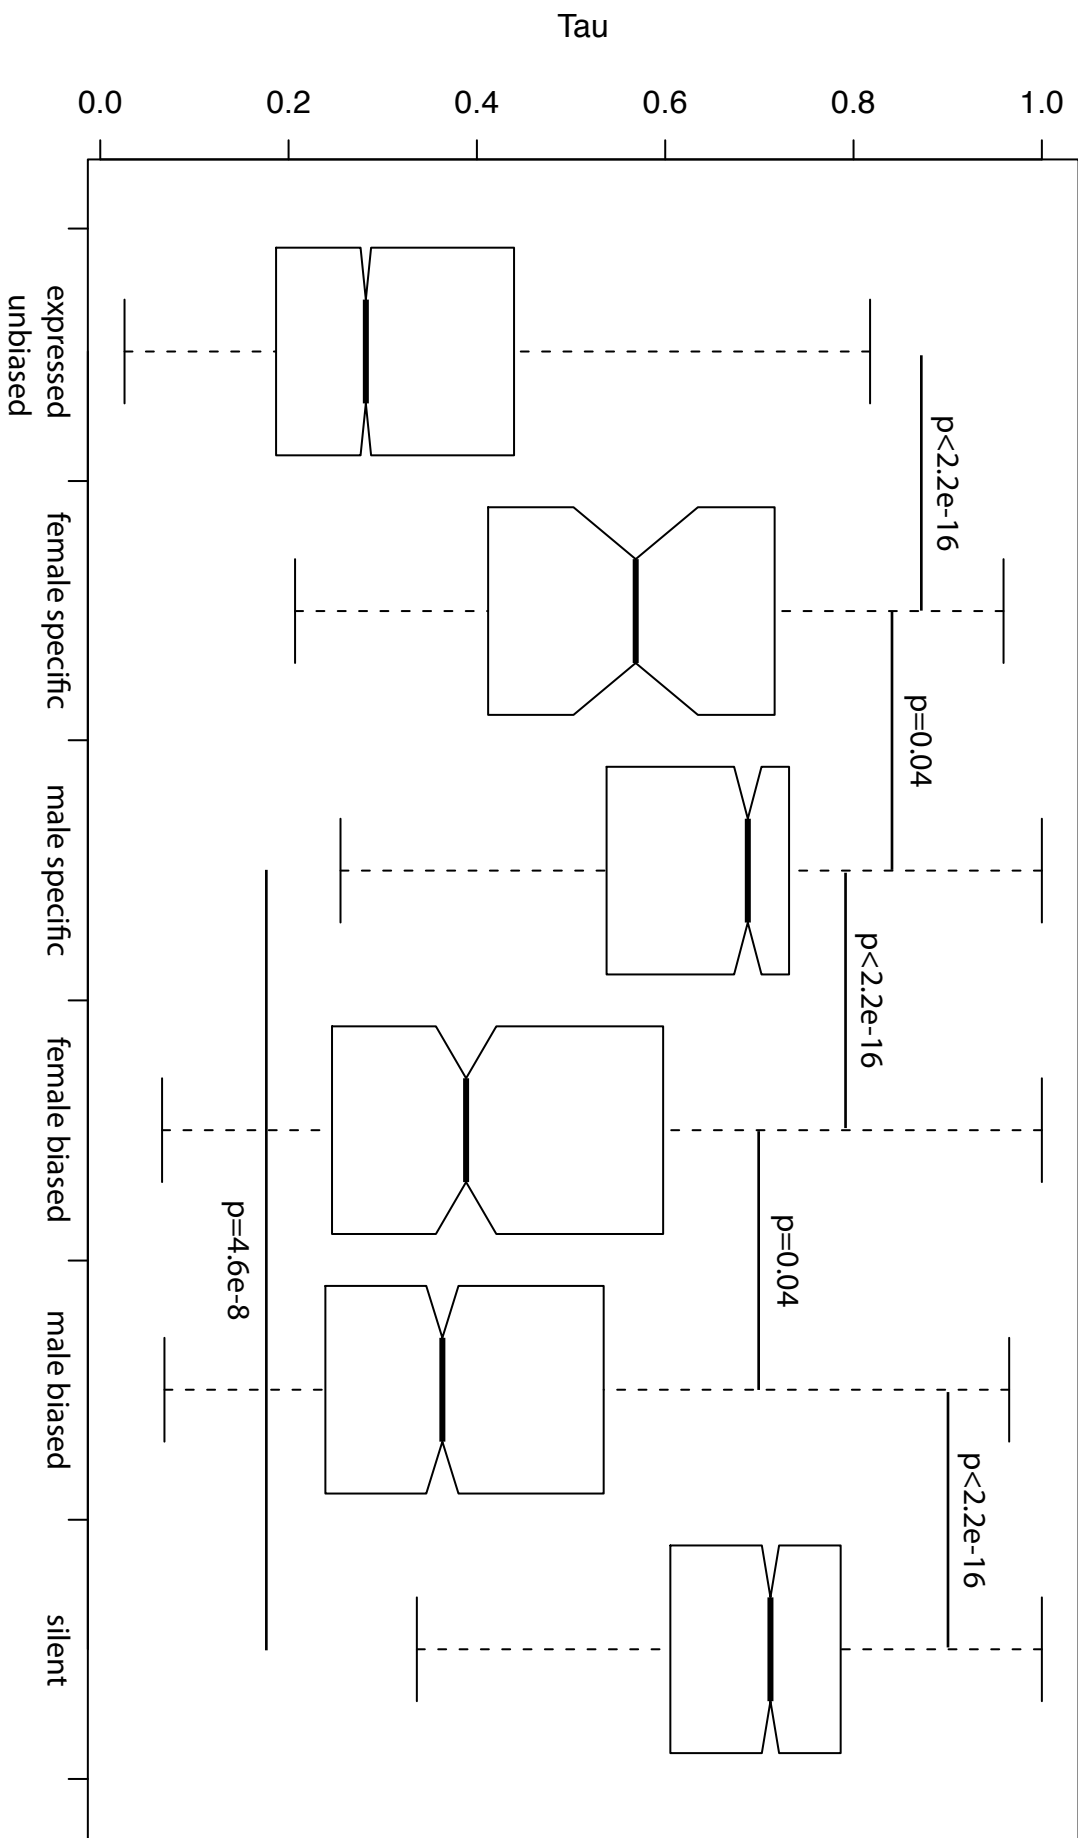 Tau
0.0 0.2 0.4 0.6 0.8 1.0
p<2.2e-16
p=0.04
p<2.2e-16
p=0.04
p<2.2e-16
p=4.6e-8
expressed
unbiased
female specific
male specific
female biased
male biased
silent